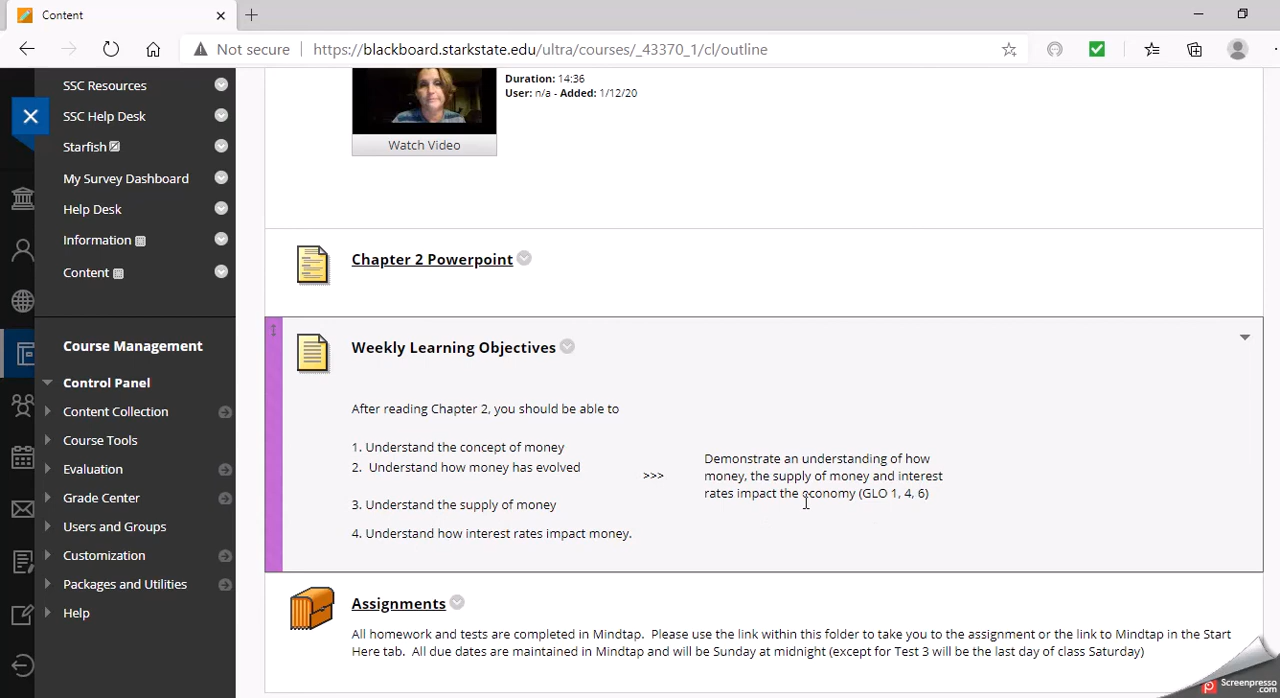 Content
Not secure
https://blackboard.starkstate.edu/ultra/courses/_43370_1/cl/outline
SSC Resources
SSC Help Desk
Starfish
My Survey Dashboard
Help Desk
Information
Content
Course Management
Control Panel
Content Collection
Course Tools
Evaluation
Grade Center
Users and Groups
Customization
Packages and Utilities
Help
Duration: 14:36
User: n/a - Added: 1/12/20
Watch Video
Chapter 2 Powerpoint
Weekly Learning Objectives
After reading Chapter 2, you should be able to
1. Understand the concept of money
2. Understand how money has evolved
3. Understand the supply of money
4. Understand how interest rates impact money.
>>>
Demonstrate an understanding of how
money, the supply of money and interest
rates impact the economy (GLO 1, 4, 6)
Assignments
All homework and tests are completed in Mindtap. Please use the link within this folder to take you to the assignment or the link to Mindtap in the Start
Here tab. All due dates are maintained in Mindtap and will be Sunday at midnight (except for Test 3 will be the last day of class Saturday)
Screenpresso
.com